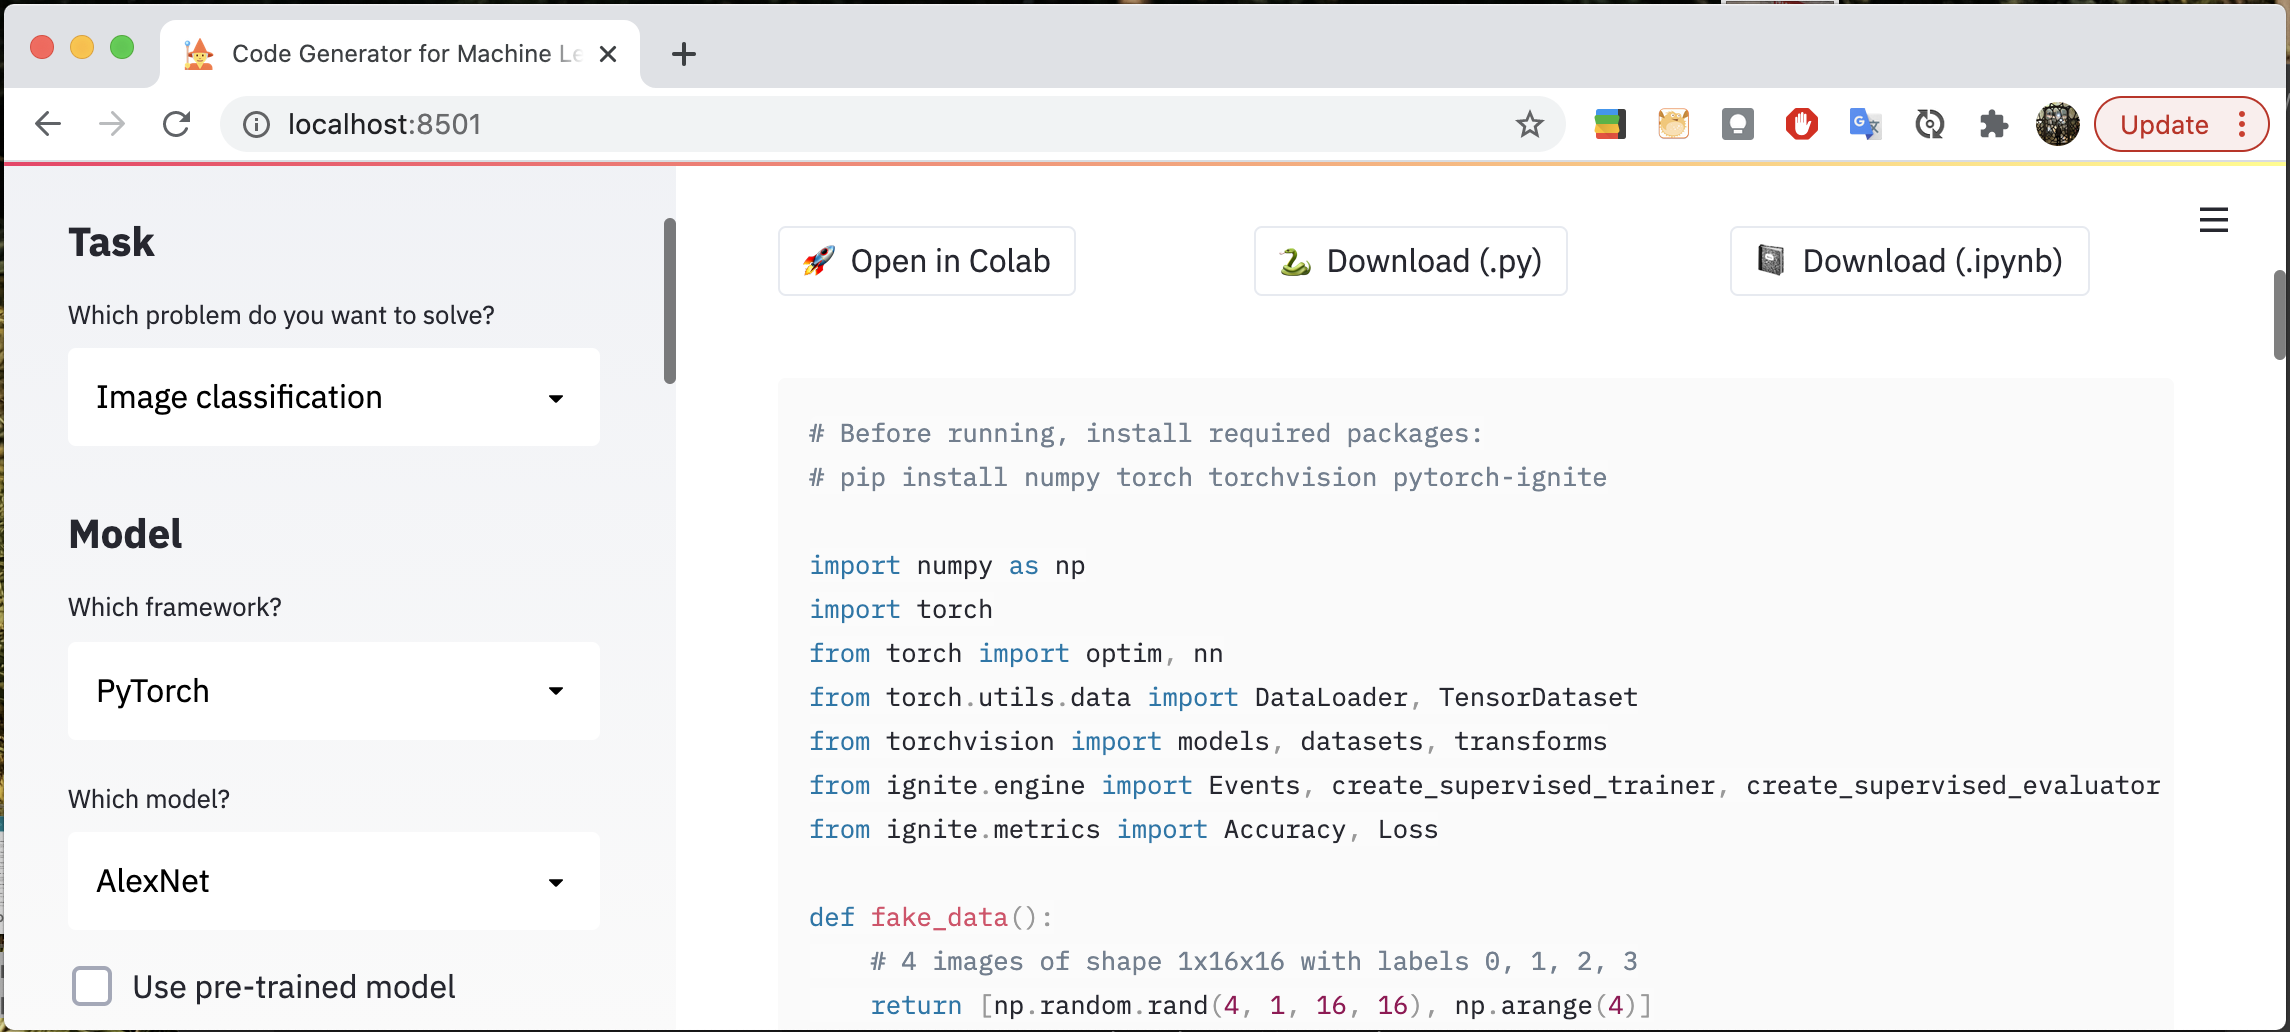 Code Generator for Machine Le
localhost:8501
Update
Task
Which problem do you want to solve?
Image classification
Model
Which framework?
PyTorch
Which model?
AlexNet
Use pre-trained model
Open in Colab
Download (.py)
Download (.ipynb)
# Before running, install required packages:
# pip install numpy torch torchvision pytorch-ignite
import numpy as np
import torch
from torch import optim, nn
from torch.utils.data import DataLoader, TensorDataset
from torchvision import models, datasets, transforms
from ignite.engine import Events, create_supervised_trainer, create_supervised_evaluator
from ignite.metrics import Accuracy, Loss
def fake_data():
# 4 images of shape 1x16x16 with labels 0, 1, 2, 3
return [np.random.rand(4, 1, 16, 16), np.arange(4)]